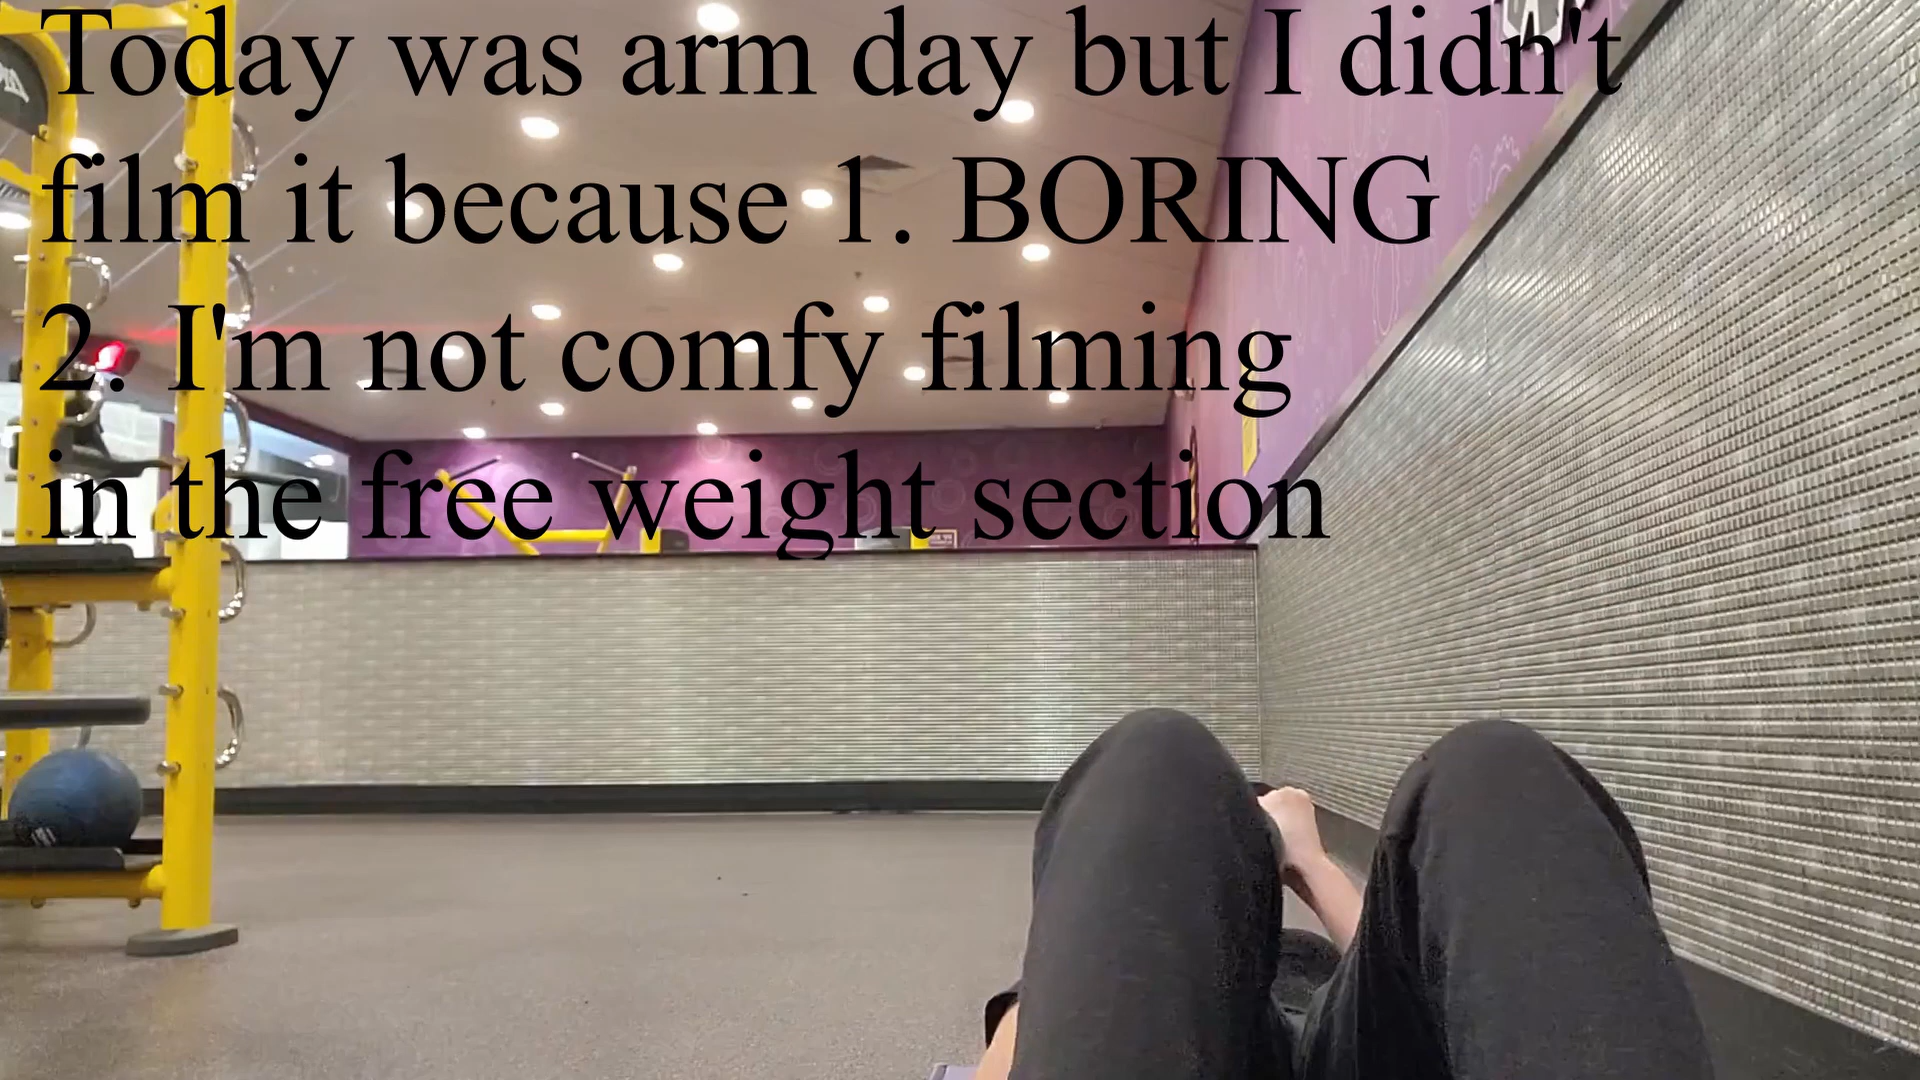 Today was arm day but I didn't
film it because 1. BORING
2. I'm not comfy filming
in the free weight section